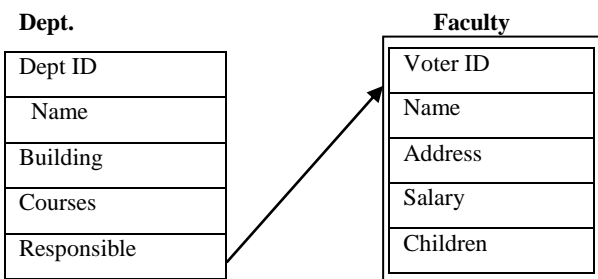 Dept.
Dept ID
Name
Building
Courses
Responsible
Faculty
Voter ID
Name
Address
Salary
Children